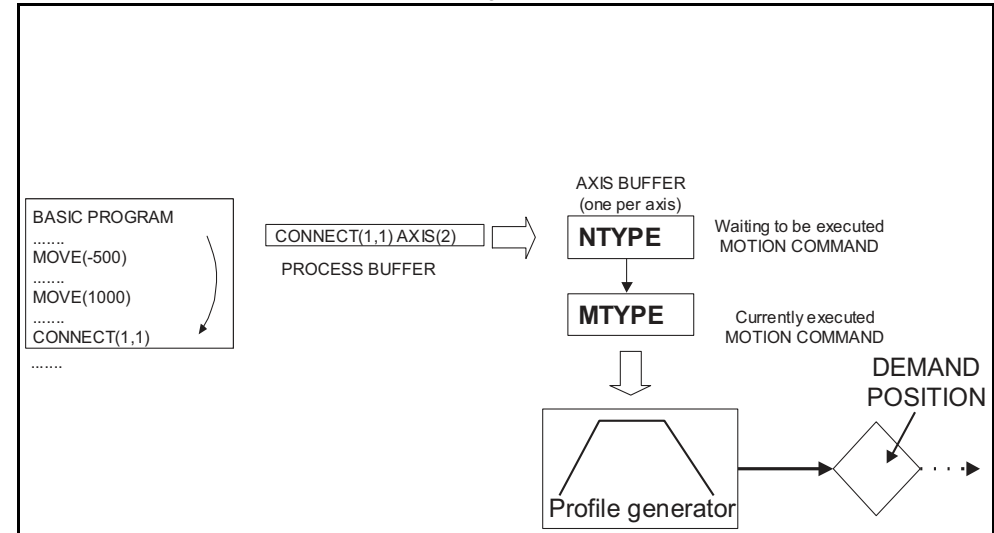 BASIC PROGRAM
.......
MOVE(-500)
.......
MOVE(1000)
.......
CONNECT(1,1)
.......
CONNECT(1,1) AXIS(2)
PROCESS BUFFER
AXIS BUFFER
(one per axis)
NTYPE
Waiting to be executed
MOTION COMMAND
MTYPE
Currently executed
MOTION COMMAND
DEMAND
POSITION
Profile generator